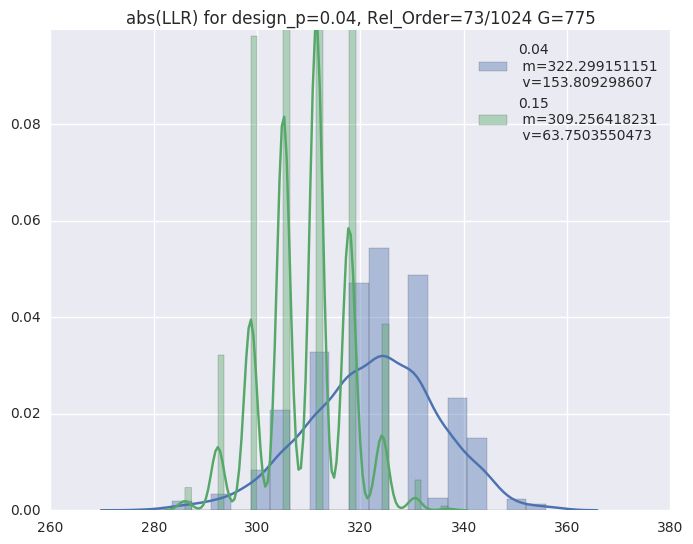 abs(LLR) for design_p=0.04, Rel_Order=73/1024 G=775
0.04
m=322.299151151
v=153.809298607
0.15
m=309.256418231
v=63.7503550473
0.08
0.06
0.04
0.02
0.00
260
280
300
320
340
360
380